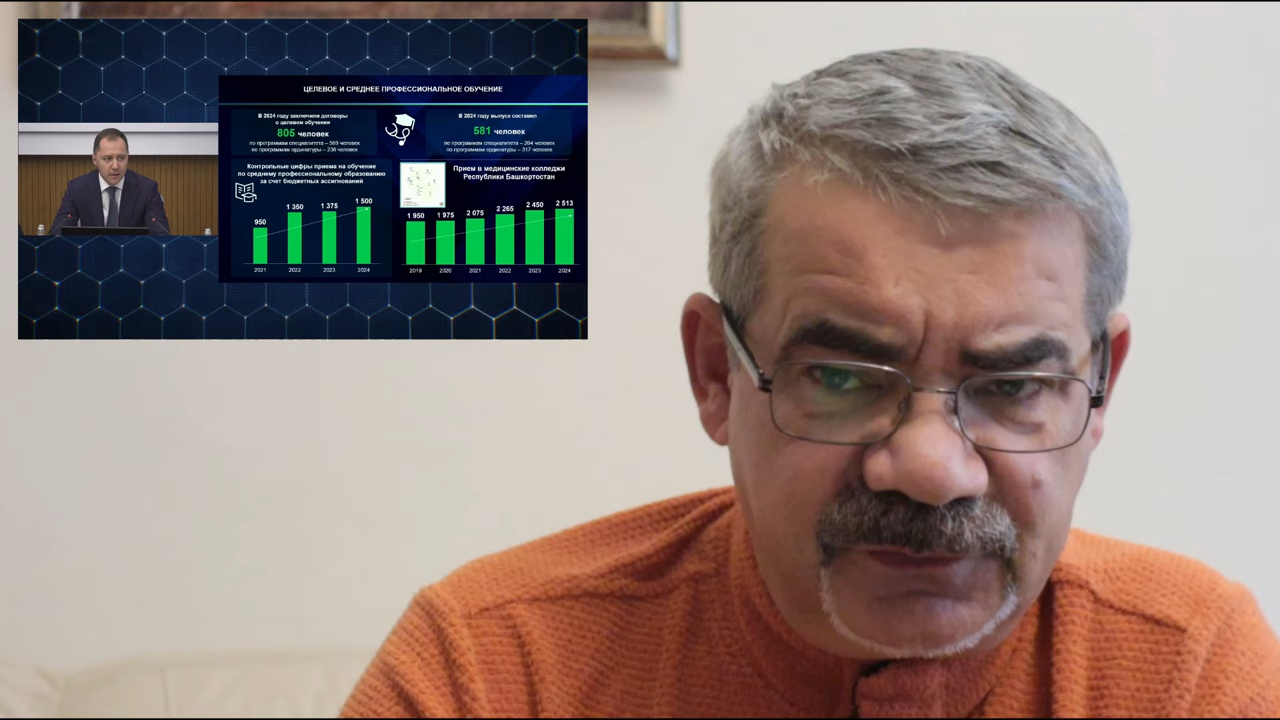 ЦЕЛЕВОЕ И СРЕДНЕЕ ПРОФЕССИОНАЛЬНОЕ ОБУЧЕНИЕ
В 2024 году заключили договоры
о целевом обучении
805 человек
по программам специалитета – 569 человек
по программам ординатуры – 236 человек
В 2024 году выпуск составил
581 человек
по программам специалитета – 264 человек
по программам ординатуры – 317 человек
Контрольные цифры приема на обучение
по среднему профессиональному образованию
за счет бюджетных ассигнований
950
1 350
1 375
1 500
2021
2022
2023
2024
Прием в медицинские колледжи
Республики Башкортостан
1 950
1 975
2 075
2 265
2 450
2 513
2019
2020
2021
2022
2023
2024